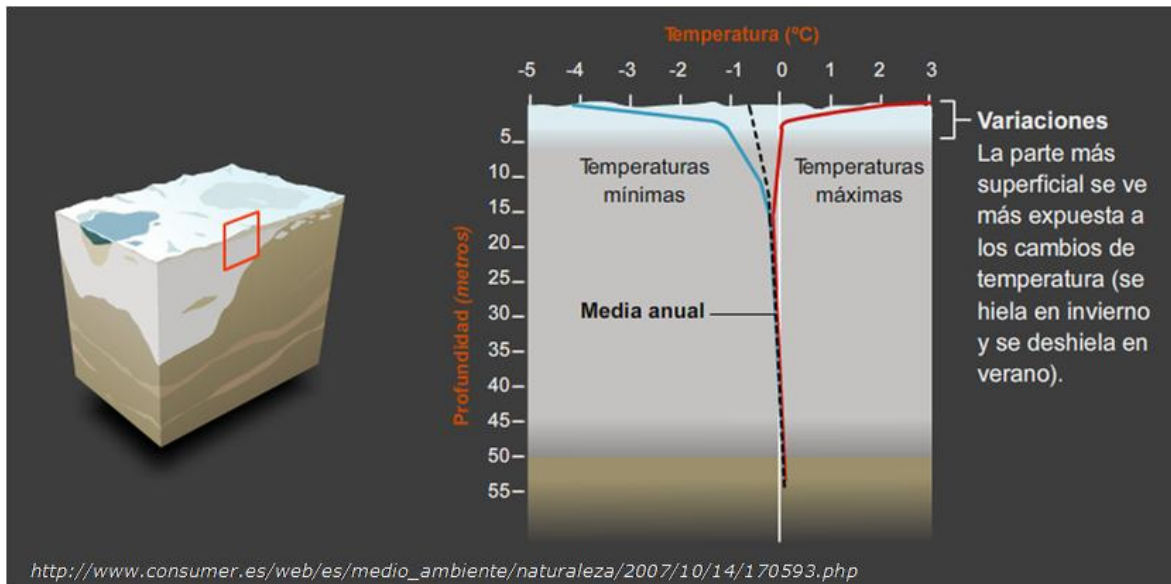 Temperatura (ºC)
-5 -4 -3 -2 -1 0 1 2 3
Variaciones
La parte más
superficial se ve
más expuesta a
los cambios de
temperatura (se
hiela en invierno
y se deshiela en
verano).
Temperaturas
mínimas
Temperaturas
máximas
Media anual
Profundidad (metros)
5
10
15
20
25
30
35
40
45
50
55
http://www.consumer.es/web/es/medio_ambiente/naturaleza/2007/10/14/170593.php